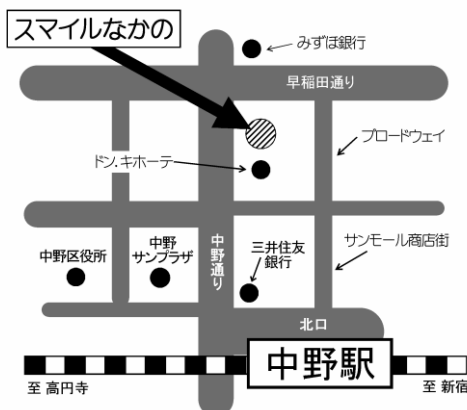 スマイルなかの
みずほ銀行
早稲田通り
ブロードウェイ
ドン.キホーテ
中野区役所
中野
サンプラザ
中野通り
三井住友
銀行
サンモール商店街
北口
中野駅
至 高円寺
至 新宿